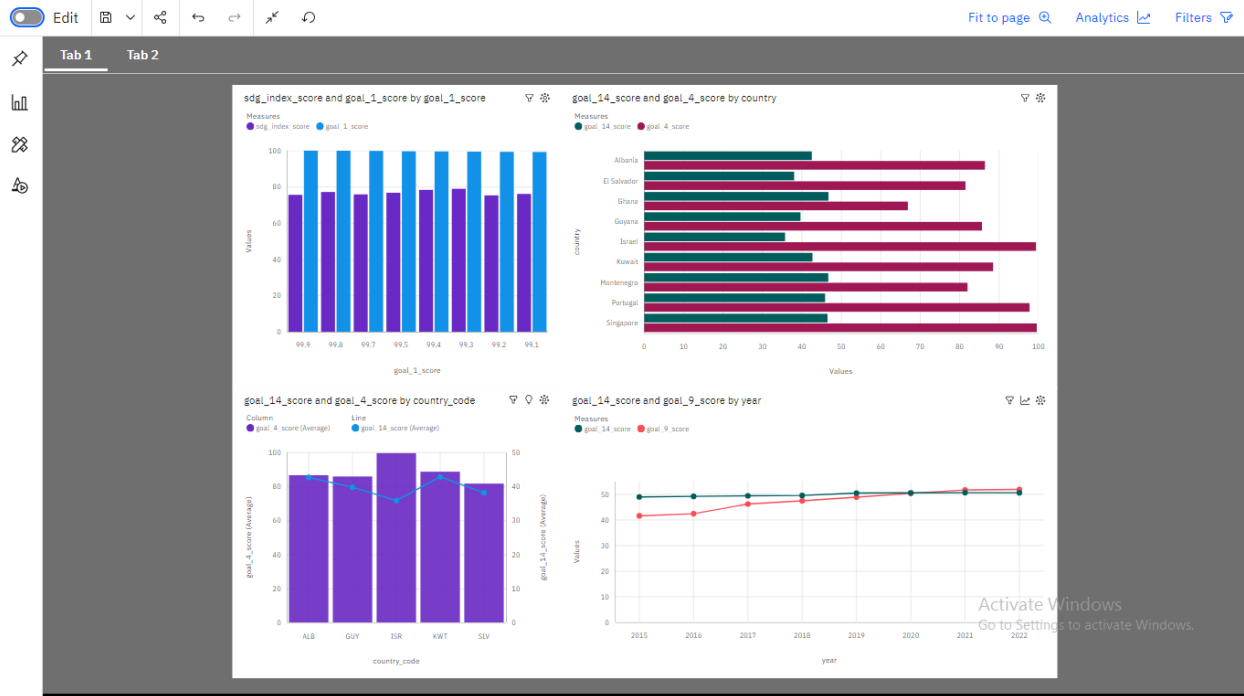 Edit
Fit to page
Analytics
Filters
Tab 1
Tab 2
sdg_index_score and goal_1_score by goal_1_score
Measures
sdg_index_score goal_1_score
100
80
60
40
20
0
Values
99.9 99.8 99.7 99.5 99.4 99.3 99.2 99.1
goal_1_score
goal_14_score and goal_4_score by country
Measures
goal_14_score goal_4_score
Albania
El Salvador
Ghana
Guyana
Israel
Kuwait
Montenegro
Portugal
Singapore
country
0 10 20 30 40 50 60 70 80 90 100
Values
goal_14_score and goal_4_score by country_code
Column Line
goal_4_score (Average) goal_14_score (Average)
100
80
60
40
20
0
goal_4_score (Average)
50
40
30
20
10
0
goal_14_score (Average)
ALB GUY ISR KWT SLV
country_code
goal_14_score and goal_9_score by year
Measures
goal_14_score goal_9_score
50
40
30
20
10
0
Values
2015 2016 2017 2018 2019 2020 2021 2022
year
Activate Windows
Go to Settings to activate Windows.